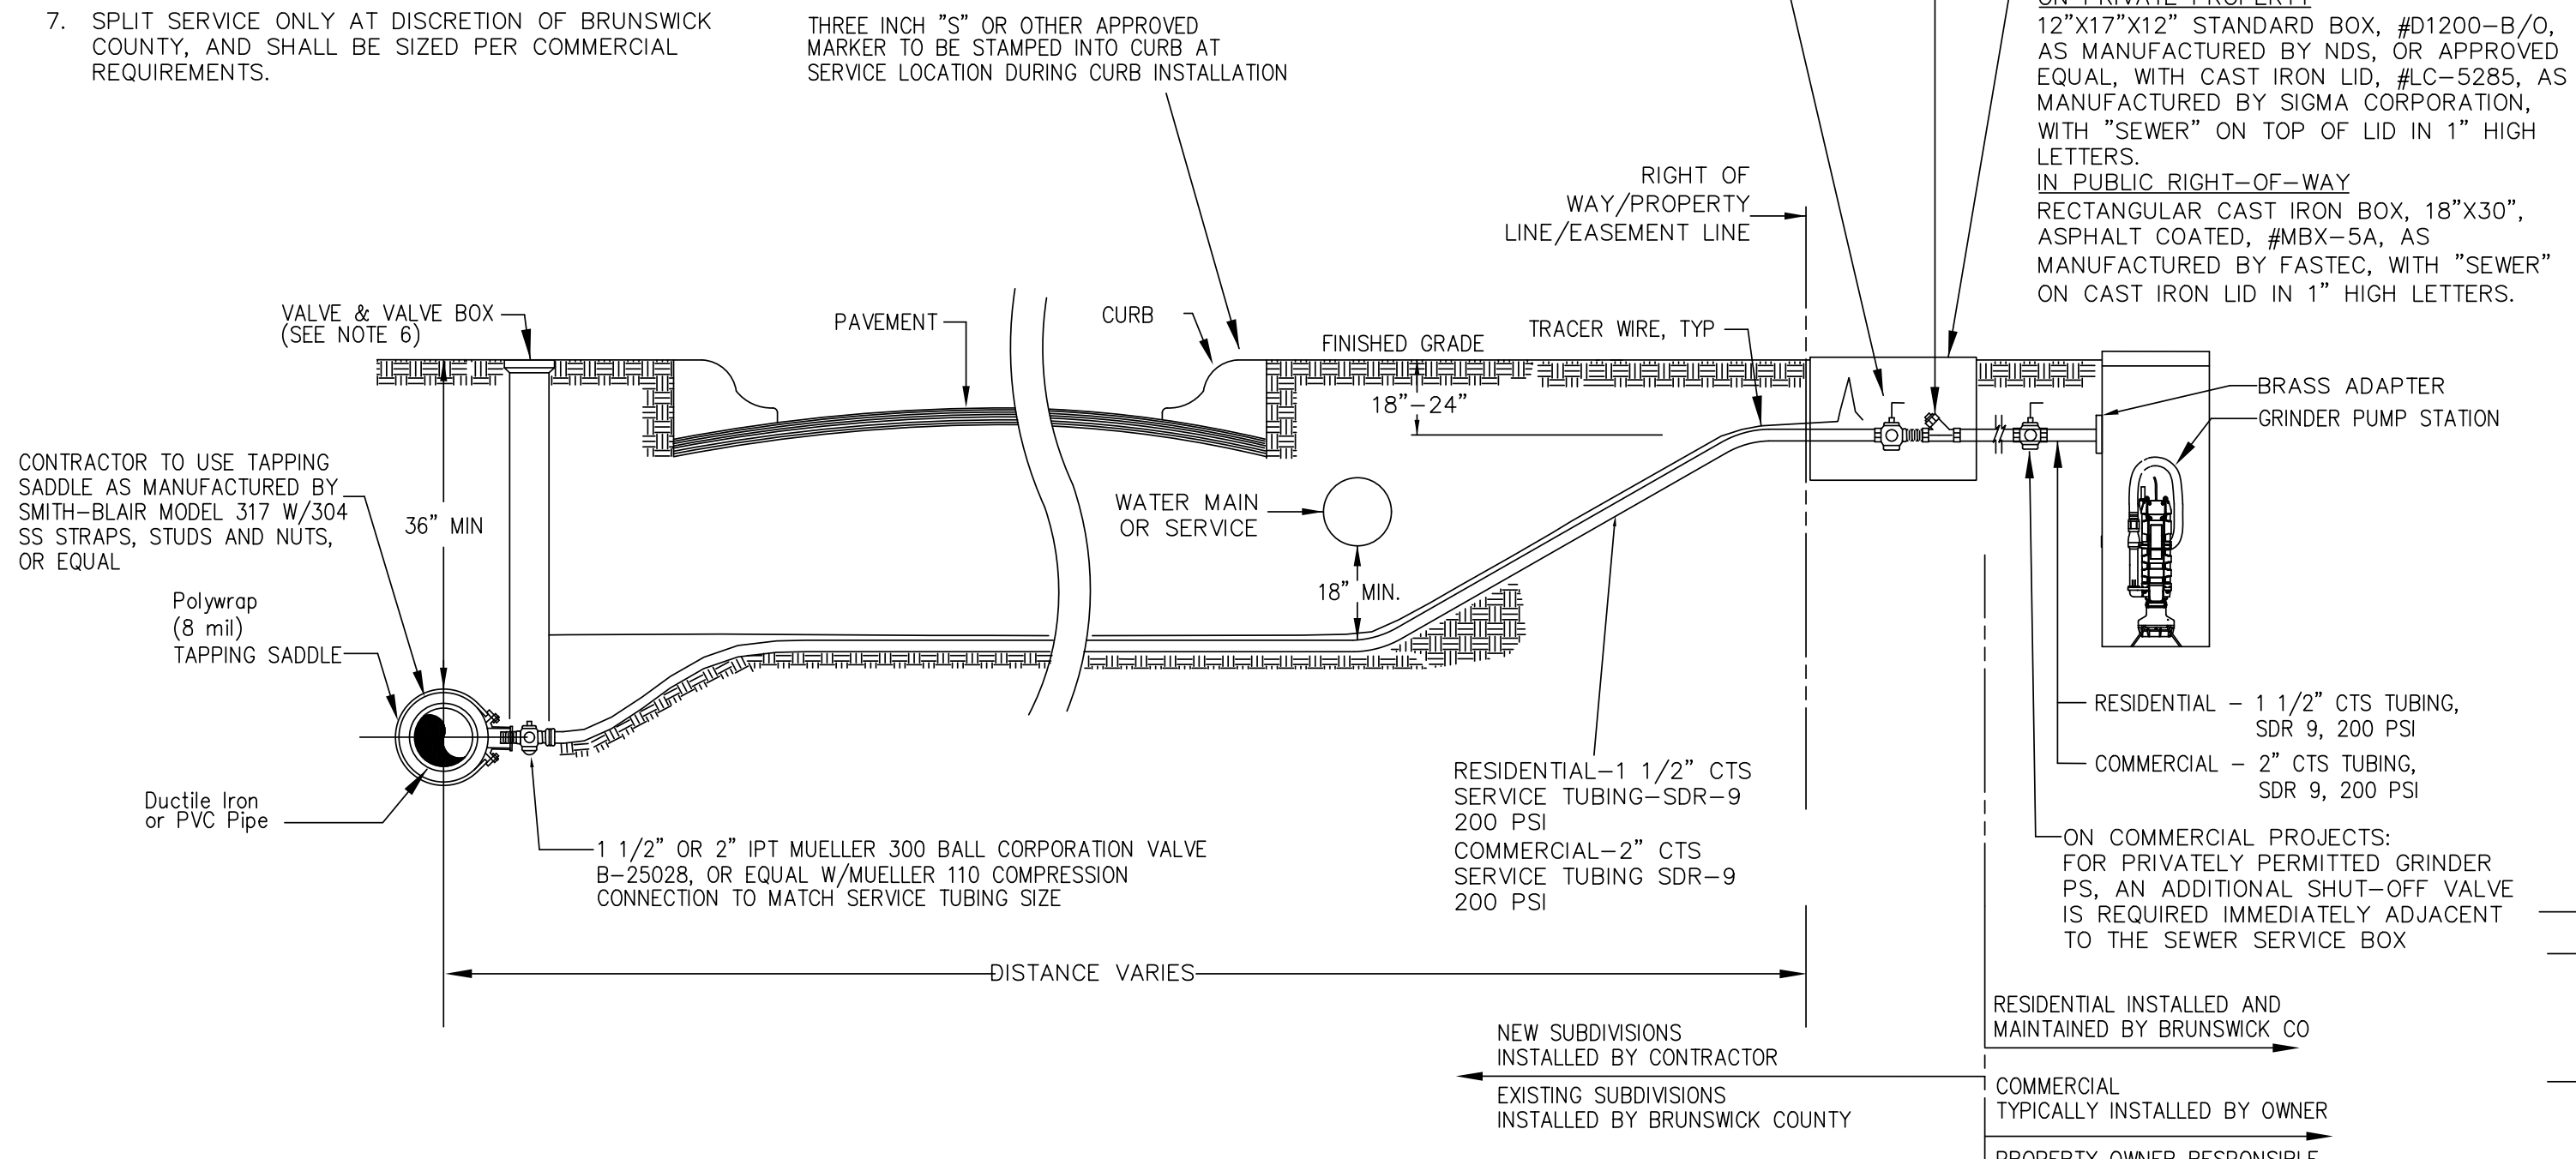 7. SPLIT SERVICE ONLY AT DISCRETION OF BRUNSWICK
COUNTY, AND SHALL BE SIZED PER COMMERCIAL
REQUIREMENTS.
THREE INCH "S" OR OTHER APPROVED
MARKER TO BE STAMPED INTO CURB AT
SERVICE LOCATION DURING CURB INSTALLATION
ON PRIVATE PROPERTY
12"X17"X12" STANDARD BOX, #D1200-B/O,
AS MANUFACTURED BY NDS, OR APPROVED
EQUAL, WITH CAST IRON LID, #LC-5285, AS
MANUFACTURED BY SIGMA CORPORATION,
WITH "SEWER" ON TOP OF LID IN 1" HIGH
LETTERS.
IN PUBLIC RIGHT-OF-WAY
RECTANGULAR CAST IRON BOX, 18"X30",
ASPHALT COATED, #MBX-5A, AS
MANUFACTURED BY FASTEC, WITH "SEWER"
ON CAST IRON LID IN 1" HIGH LETTERS.
RIGHT OF
WAY/PROPERTY
LINE/EASEMENT LINE
VALVE & VALVE BOX
(SEE NOTE 6)
PAVEMENT
CURB
FINISHED GRADE
TRACER WIRE, TYP
18"-24"
BRASS ADAPTER
GRINDER PUMP STATION
CONTRACTOR TO USE TAPPING
SADDLE AS MANUFACTURED BY
SMITH-BLAIR MODEL 317 W/304
SS STRAPS, STUDS AND NUTS,
OR EQUAL
36" MIN
WATER MAIN
OR SERVICE
18" MIN.
Polywrap
(8 mil)
TAPPING SADDLE
Ductile Iron
or PVC Pipe
1 1/2" OR 2" IPT MUELLER 300 BALL CORPORATION VALVE
B-25028, OR EQUAL W/MUELLER 110 COMPRESSION
CONNECTION TO MATCH SERVICE TUBING SIZE
RESIDENTIAL-1 1/2" CTS
SERVICE TUBING-SDR-9
200 PSI
COMMERCIAL-2" CTS
SERVICE TUBING SDR-9
200 PSI
RESIDENTIAL - 1 1/2" CTS TUBING,
SDR 9, 200 PSI
COMMERCIAL - 2" CTS TUBING,
SDR 9, 200 PSI
ON COMMERCIAL PROJECTS:
FOR PRIVATELY PERMITTED GRINDER
PS, AN ADDITIONAL SHUT-OFF VALVE
IS REQUIRED IMMEDIATELY ADJACENT
TO THE SEWER SERVICE BOX
DISTANCE VARIES
RESIDENTIAL INSTALLED AND
MAINTAINED BY BRUNSWICK CO
NEW SUBDIVISIONS
INSTALLED BY CONTRACTOR
EXISTING SUBDIVISIONS
INSTALLED BY BRUNSWICK COUNTY
COMMERCIAL
TYPICALLY INSTALLED BY OWNER
PROPERTY OWNER RESPONSIBLE